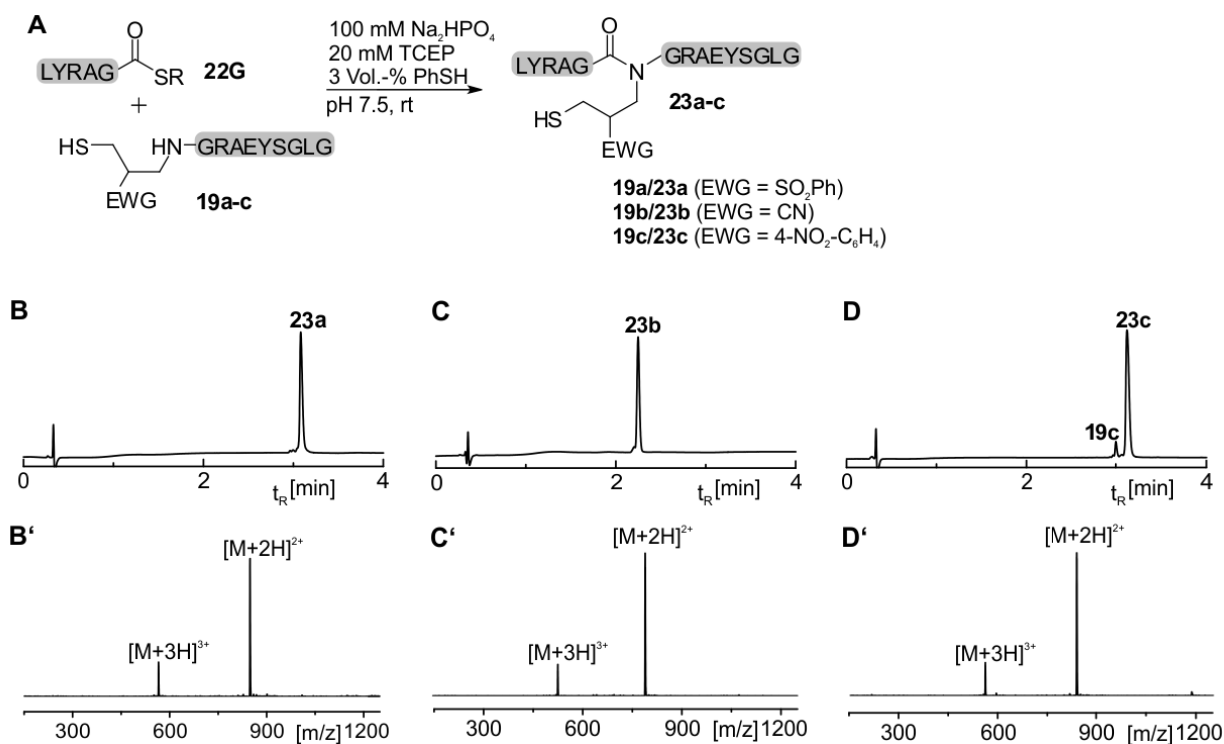 A
O
LYRAG
SR
22G
+
HS
HN
GRAEYSGLG
EWG
19a-c
100 mM Na₂HPO₄
20 mM TCEP
3 Vol.-% PhSH
pH 7.5, rt
O
LYRAG
N
GRAEYSGLG
HS
23a-c
EWG
19a/23a (EWG = SO₂Ph)
19b/23b (EWG = CN)
19c/23c (EWG = 4-NO₂-C₆H₄)
B
23a
0 2 4
tR[min]
C
23b
0 2 4
tR[min]
D
23c
19c
0 2 4
tR[min]
B'
[M+2H]²⁺
[M+3H]³⁺
300 600 900 [m/z] 1200
C'
[M+2H]²⁺
[M+3H]³⁺
300 600 900 [m/z] 1200
D'
[M+2H]²⁺
[M+3H]³⁺
300 600 900 [m/z] 1200